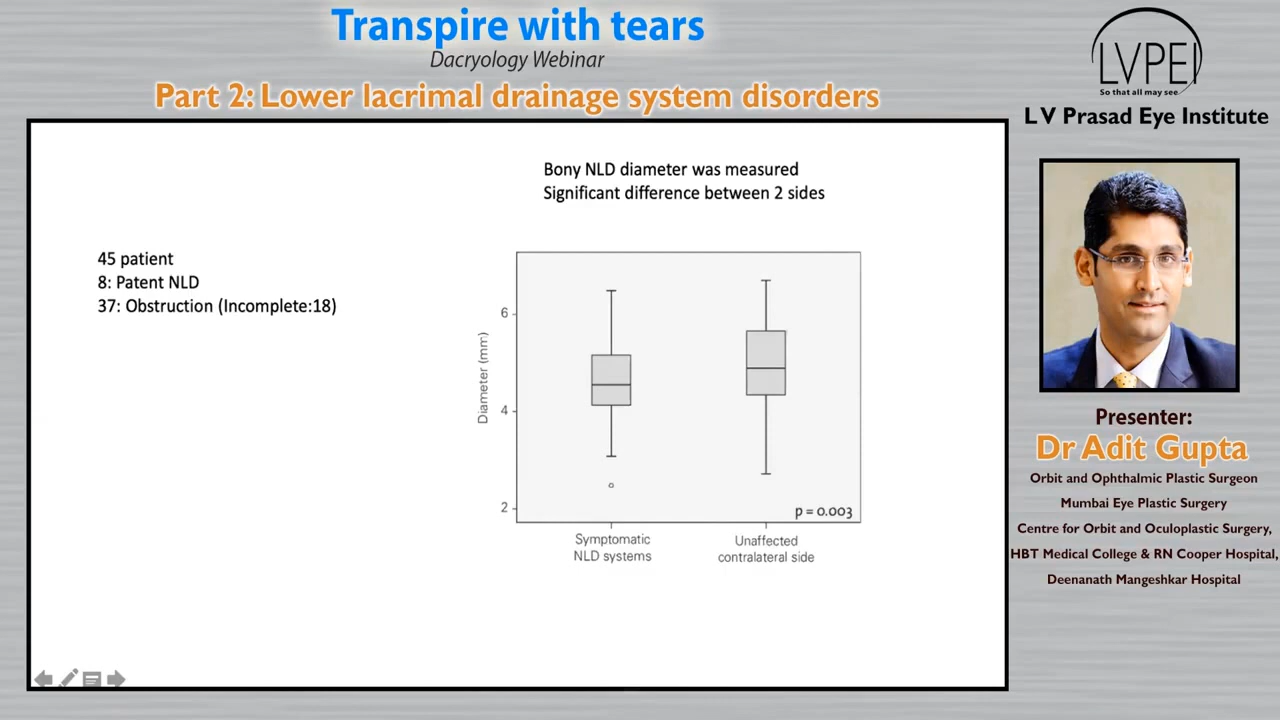 Transpire with tears
Dacryology Webinar
Part 2: Lower lacrimal drainage system disorders
LVPEI
So that all may see
L V Prasad Eye Institute
Bony NLD diameter was measured
Significant difference between 2 sides
45 patient
8: Patent NLD
37: Obstruction (Incomplete:18)
Diameter (mm)
6
4
2
p = 0.003
Symptomatic
NLD systems
Unaffected
contralateral side
Presenter:
Dr Adit Gupta
Orbit and Ophthalmic Plastic Surgeon
Mumbai Eye Plastic Surgery
Centre for Orbit and Oculoplastic Surgery,
HBT Medical College & RN Cooper Hospital,
Deenanath Mangeshkar Hospital